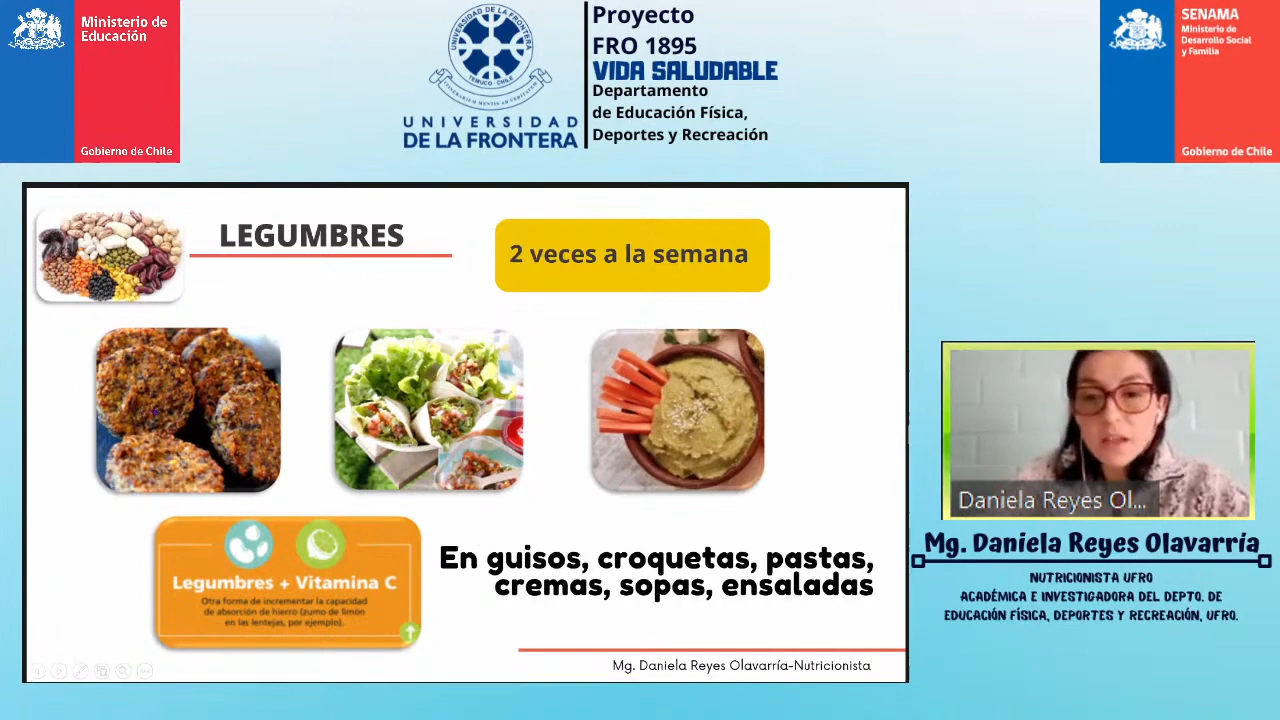 Ministerio de
Educación
Gobierno de Chile
UNIVERSIDAD DE LA FRONTERA
TEMUCO · CHILE
UNIVERSIDAD
DE LA FRONTERA
Proyecto
FRO 1895
VIDA SALUDABLE
Departamento
de Educación Física,
Deportes y Recreación
SENAMA
Ministerio de
Desarrollo Social
y Familia
Gobierno de Chile
LEGUMBRES
2 veces a la semana
Legumbres + Vitamina C
Otra forma de incrementar la capacidad
de absorción de hierro (zumo de limón
en las lentejas, por ejemplo).
En guisos, croquetas, pastas,
cremas, sopas, ensaladas
Mg. Daniela Reyes Olavarría-Nutricionista
Daniela Reyes Ol...
Mg. Daniela Reyes Olavarría
NUTRICIONISTA UFRO
ACADÉMICA E INVESTIGADORA DEL DEPTO. DE
EDUCACIÓN FÍSICA, DEPORTES Y RECREACIÓN, UFRO.